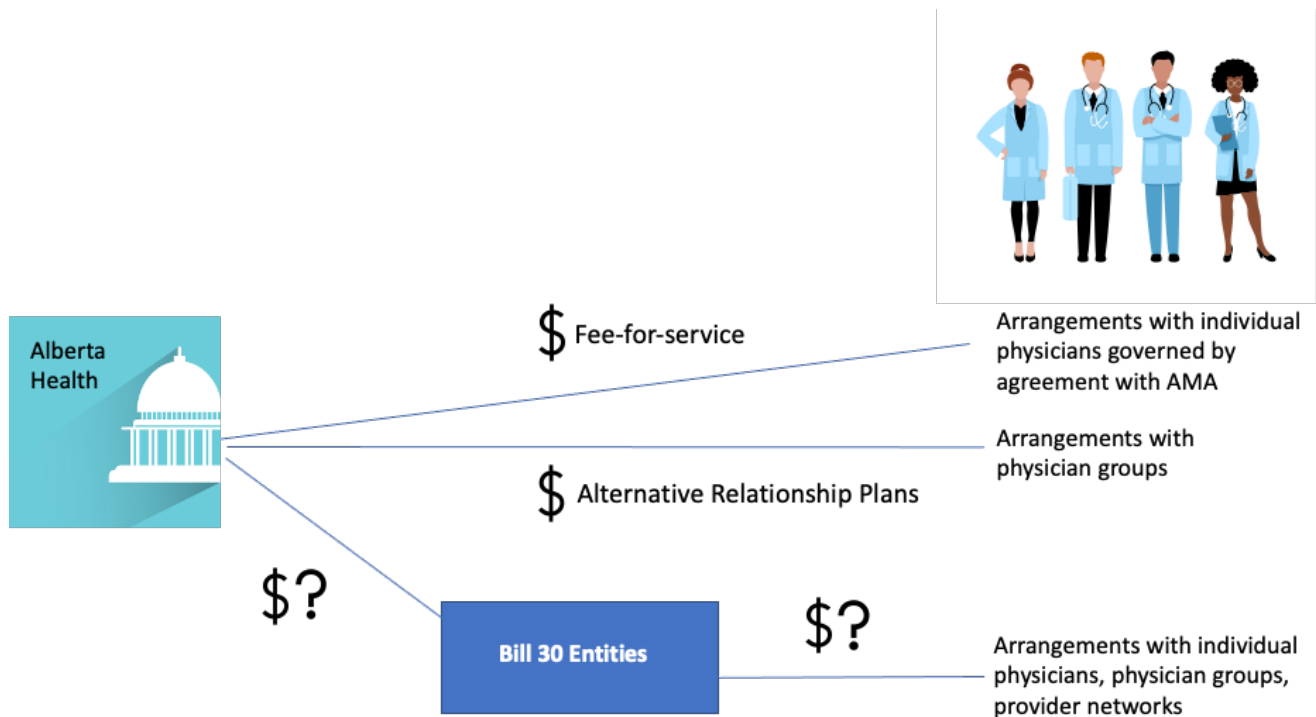 Alberta
Health
$ Fee-for-service
Arrangements with individual
physicians governed by
agreement with AMA
Arrangements with
physician groups
$ Alternative Relationship Plans
$?
Bill 30 Entities
$?
Arrangements with individual
physicians, physician groups,
provider networks